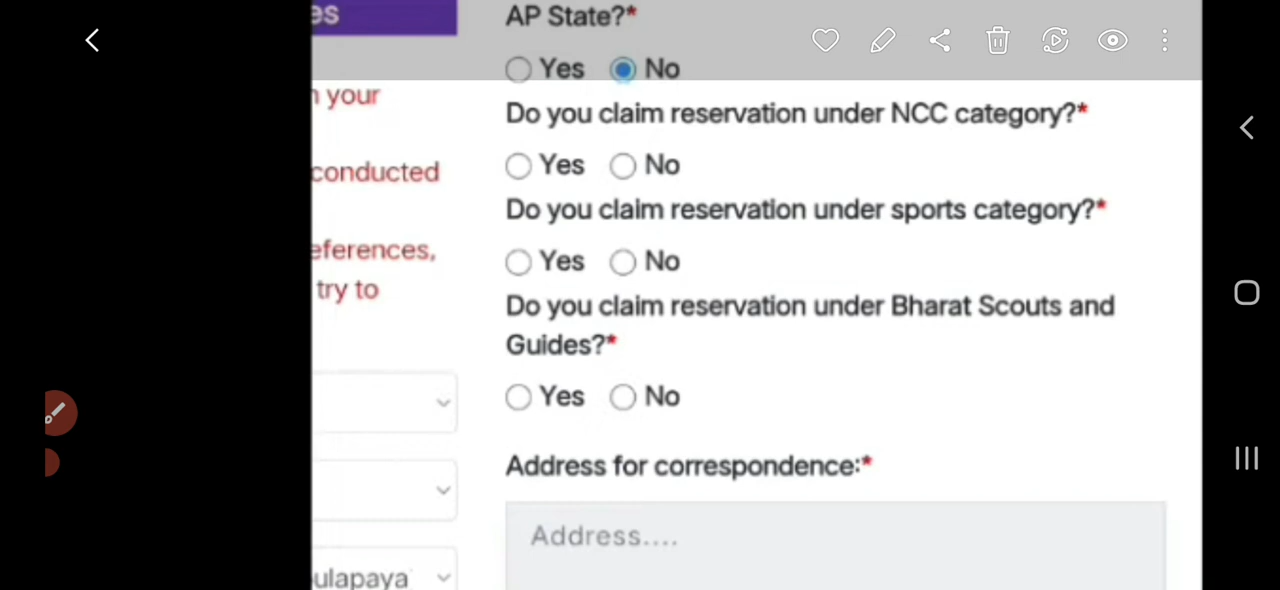 es
n your
conducted
eferences,
try to
ulapaya
AP State?*
Yes No
Do you claim reservation under NCC category?*
Yes No
Do you claim reservation under sports category?*
Yes No
Do you claim reservation under Bharat Scouts and
Guides?*
Yes No
Address for correspondence:*
Address....